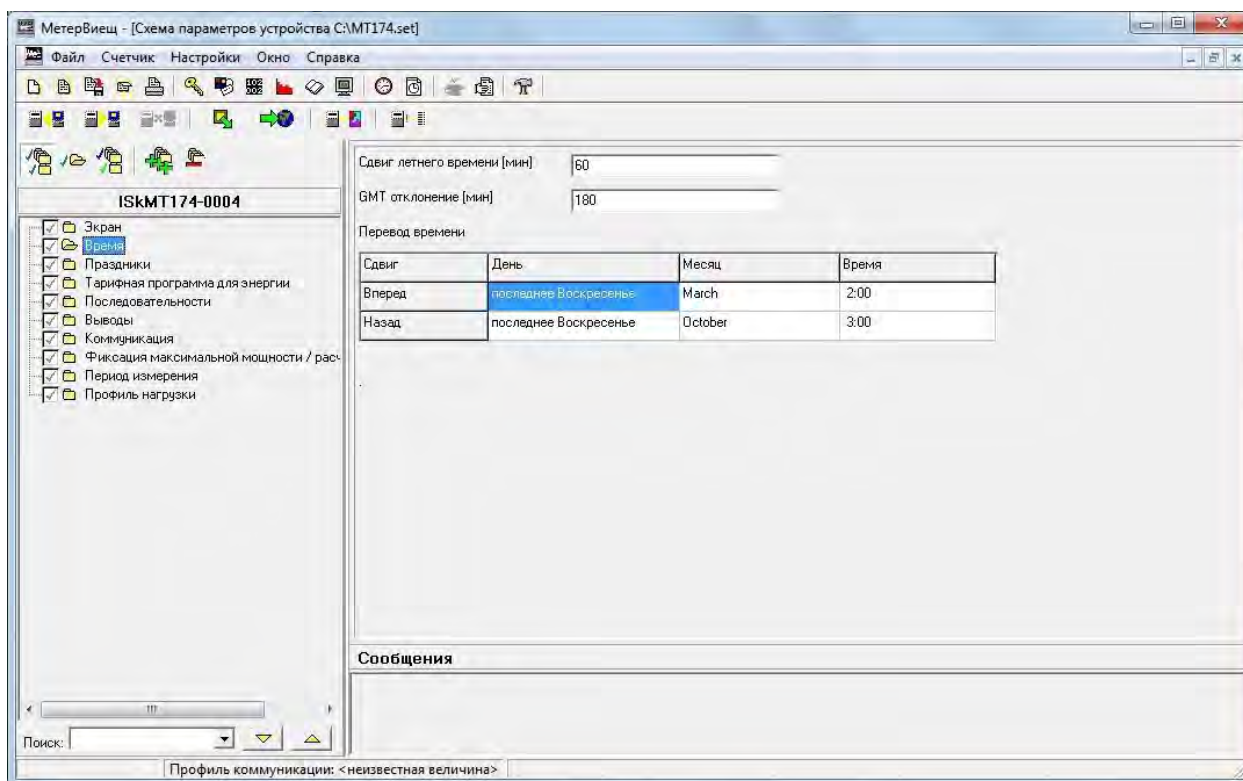 МетерВиещ - [Схема параметров устройства C:\MT174.set]
Файл Счетчик Настройки Окно Справка
ISkMT174-0004
Экран
Время
Праздники
Тарифная программа для энергии
Последовательности
Выводы
Коммуникация
Фиксация максимальной мощности / расч
Период измерения
Профиль нагрузки
Поиск:
Сдвиг летнего времени [мин] 60
GMT отклонение [мин] 180
Перевод времени
Сдвиг День Месяц Время
Вперед последнее Воскресенье March 2:00
Назад последнее Воскресенье October 3:00
.
Сообщения
Профиль коммуникации: <неизвестная величина>